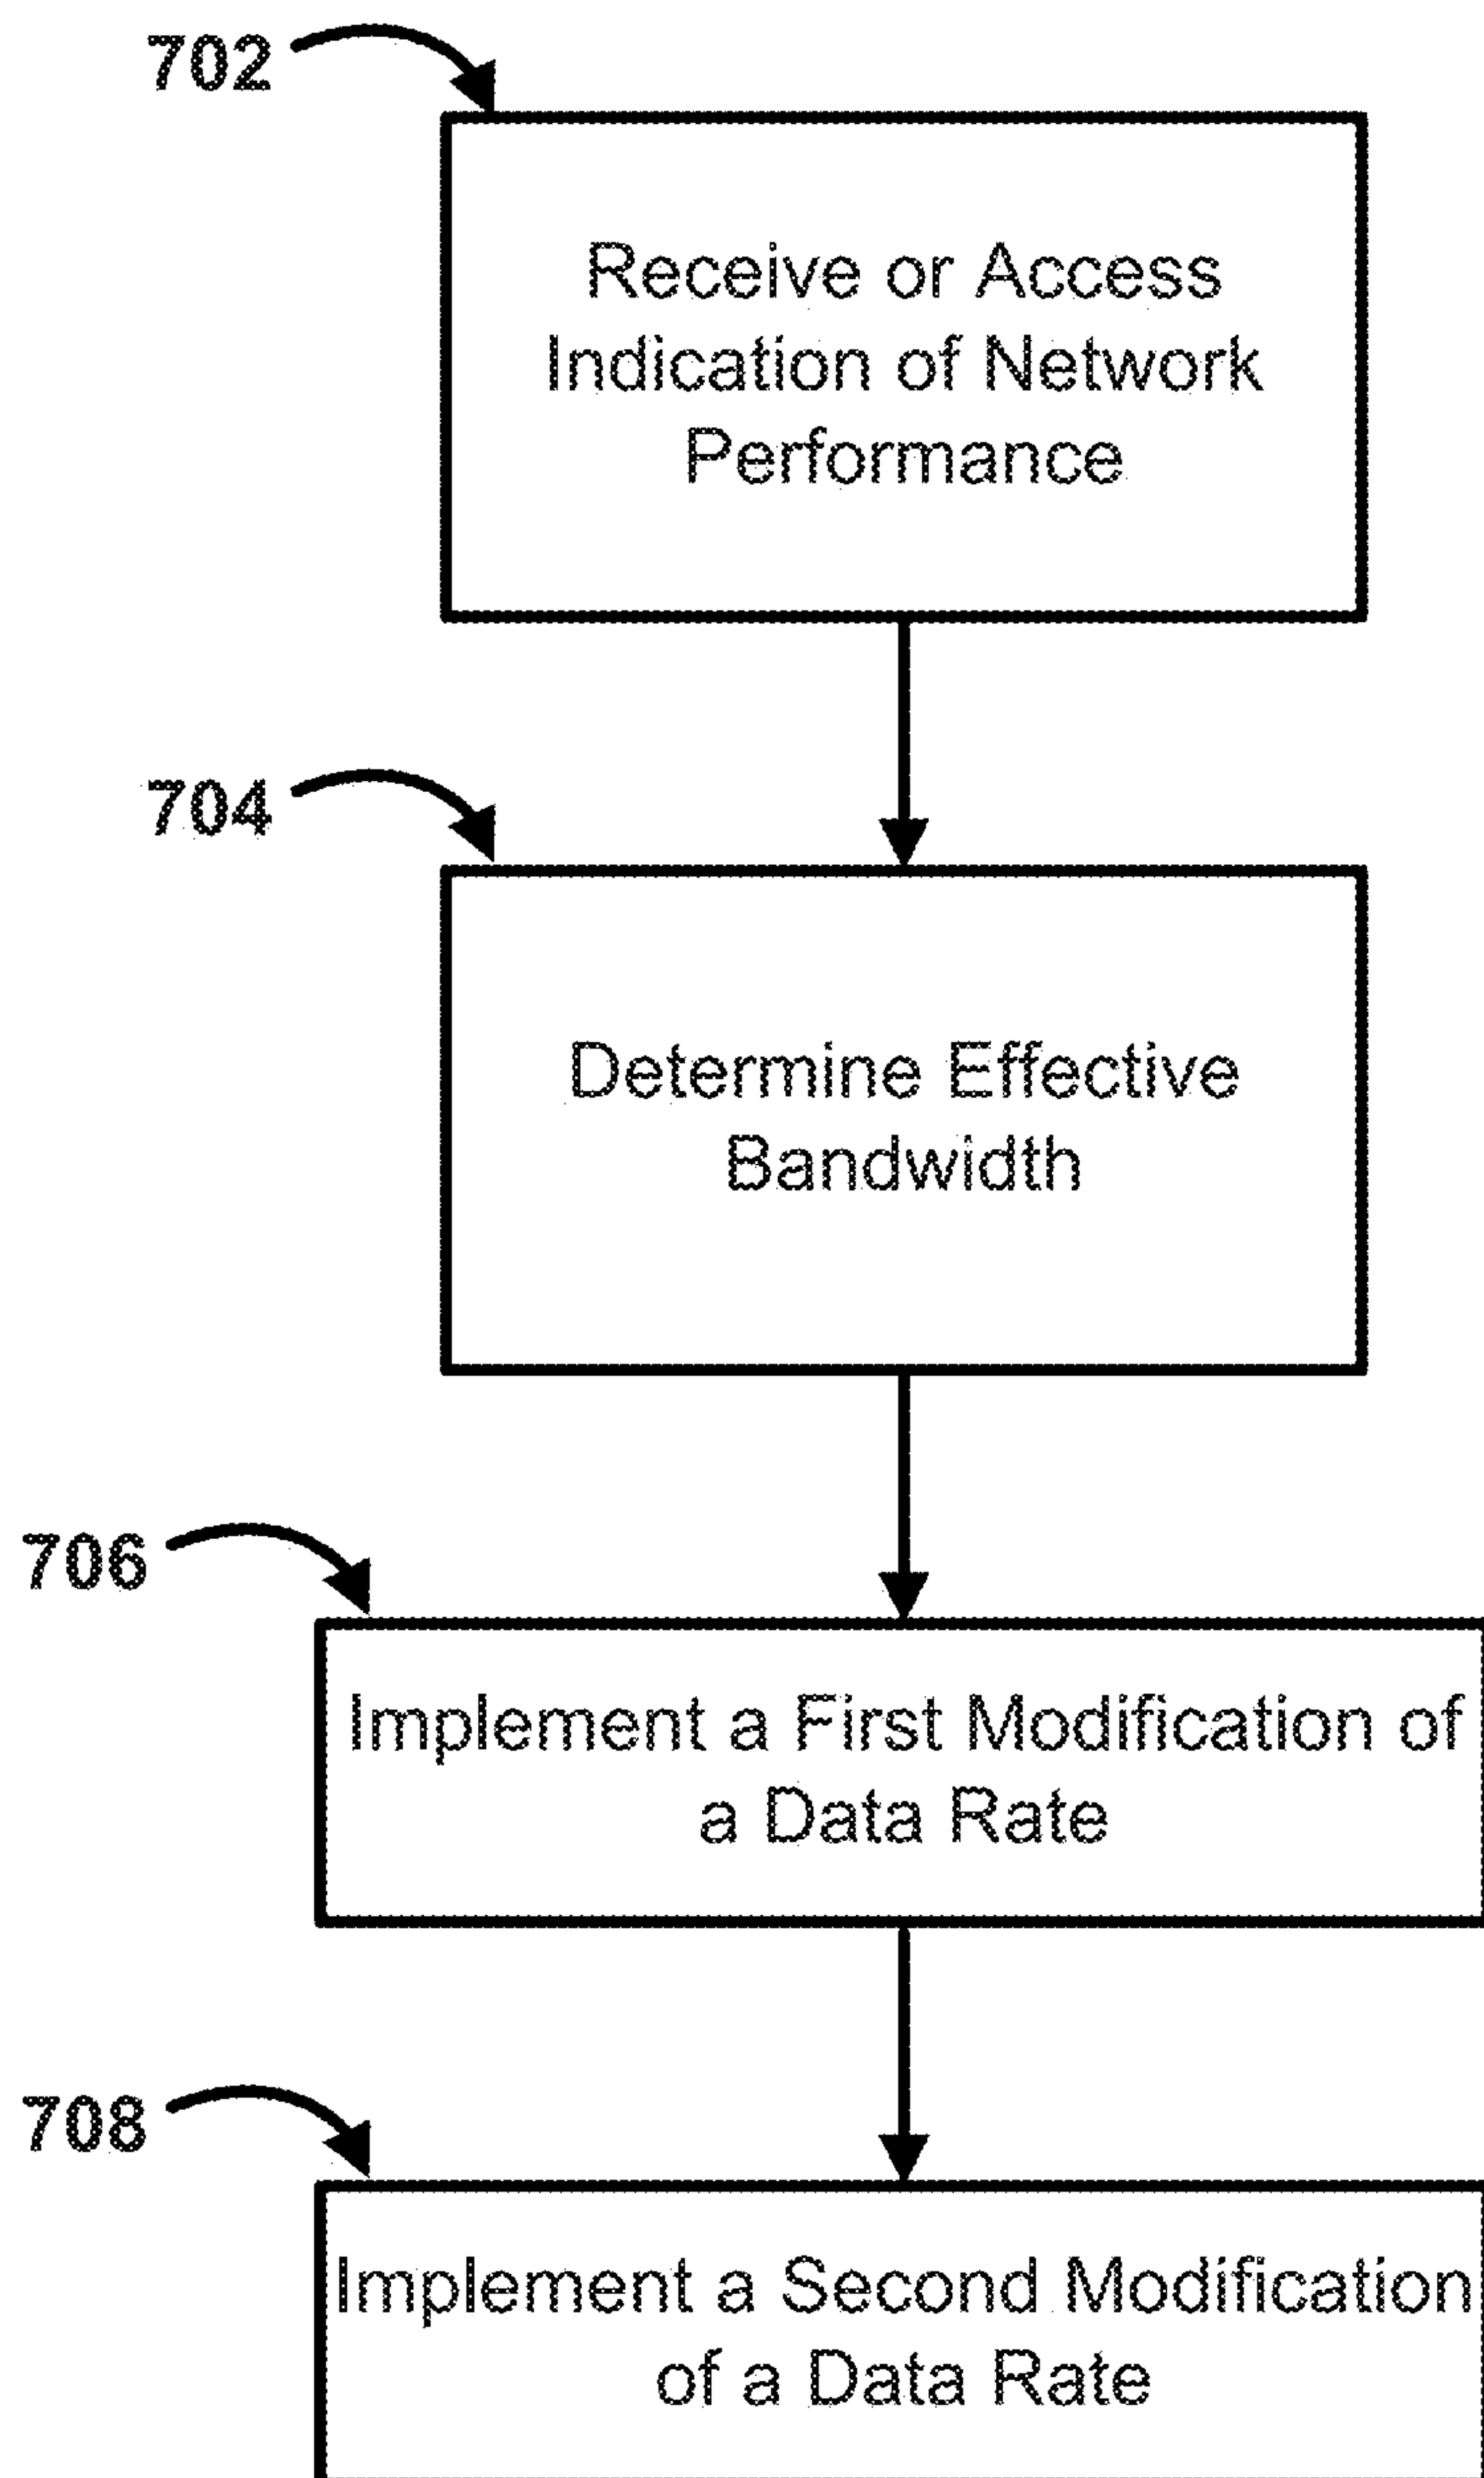 702
Receive or Access
Indication of Network
Performance
704
Determine Effective
Bandwidth
706
Implement a First Modification of
a Data Rate
708
Implement a Second Modification
of a Data Rate